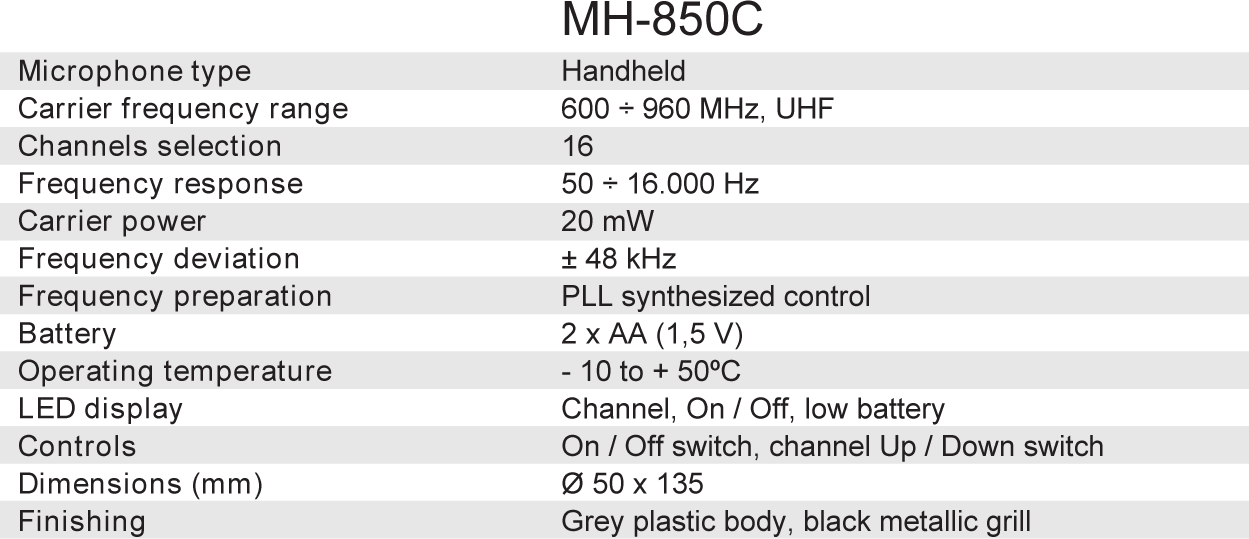 MH-850C
Microphone type Handheld
Carrier frequency range 600 ÷ 960 MHz, UHF
Channels selection 16
Frequency response 50 ÷ 16.000 Hz
Carrier power 20 mW
Frequency deviation ± 48 kHz
Frequency preparation PLL synthesized control
Battery 2 x AA (1,5 V)
Operating temperature - 10 to + 50ºC
LED display Channel, On / Off, low battery
Controls On / Off switch, channel Up / Down switch
Dimensions (mm) Ø 50 x 135
Finishing Grey plastic body, black metallic grill